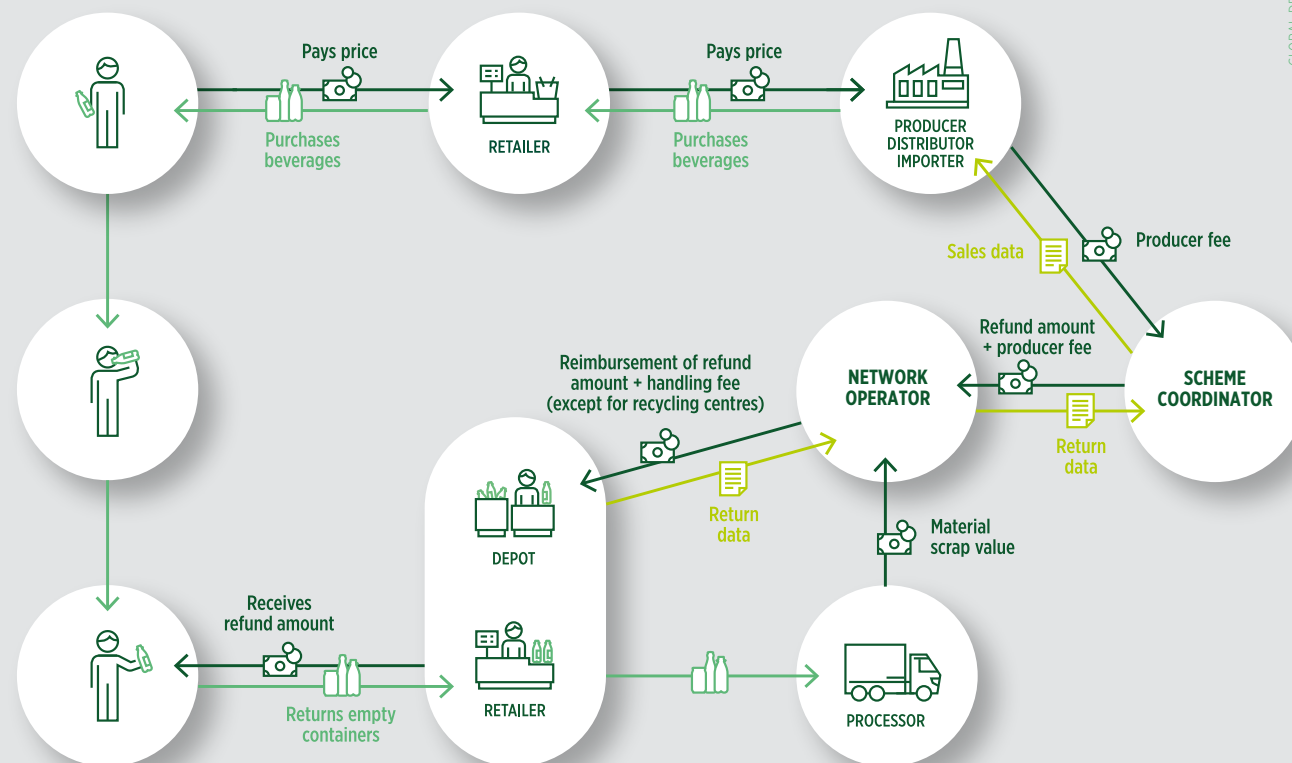 Pays price
Pays price
RETAILER
PRODUCER
DISTRIBUTOR
IMPORTER
Purchases
beverages
Purchases
beverages
Sales data
Producer fee
Refund amount
+ producer fee
Reimbursement of refund
amount + handling fee
(except for recycling centres)
NETWORK
OPERATOR
SCHEME
COORDINATOR
Return
data
Return
data
DEPOT
Material
scrap value
Receives
refund amount
RETAILER
Returns empty
containers
PROCESSOR
GLOBAL